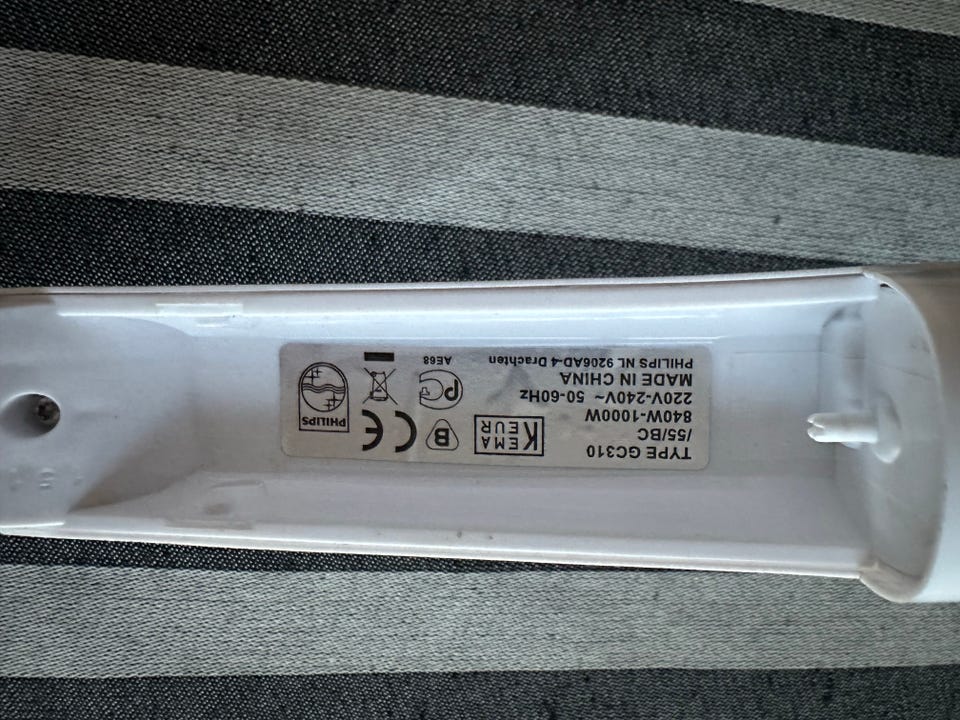 TYPE GC310
/55/BC
840W-1000W
220V-240V ~ 50-60Hz
MADE IN CHINA
PHILIPS NL 9206AD-4 Drachten
KEMA
KEUR
B
CE
PHILIPS
AE68